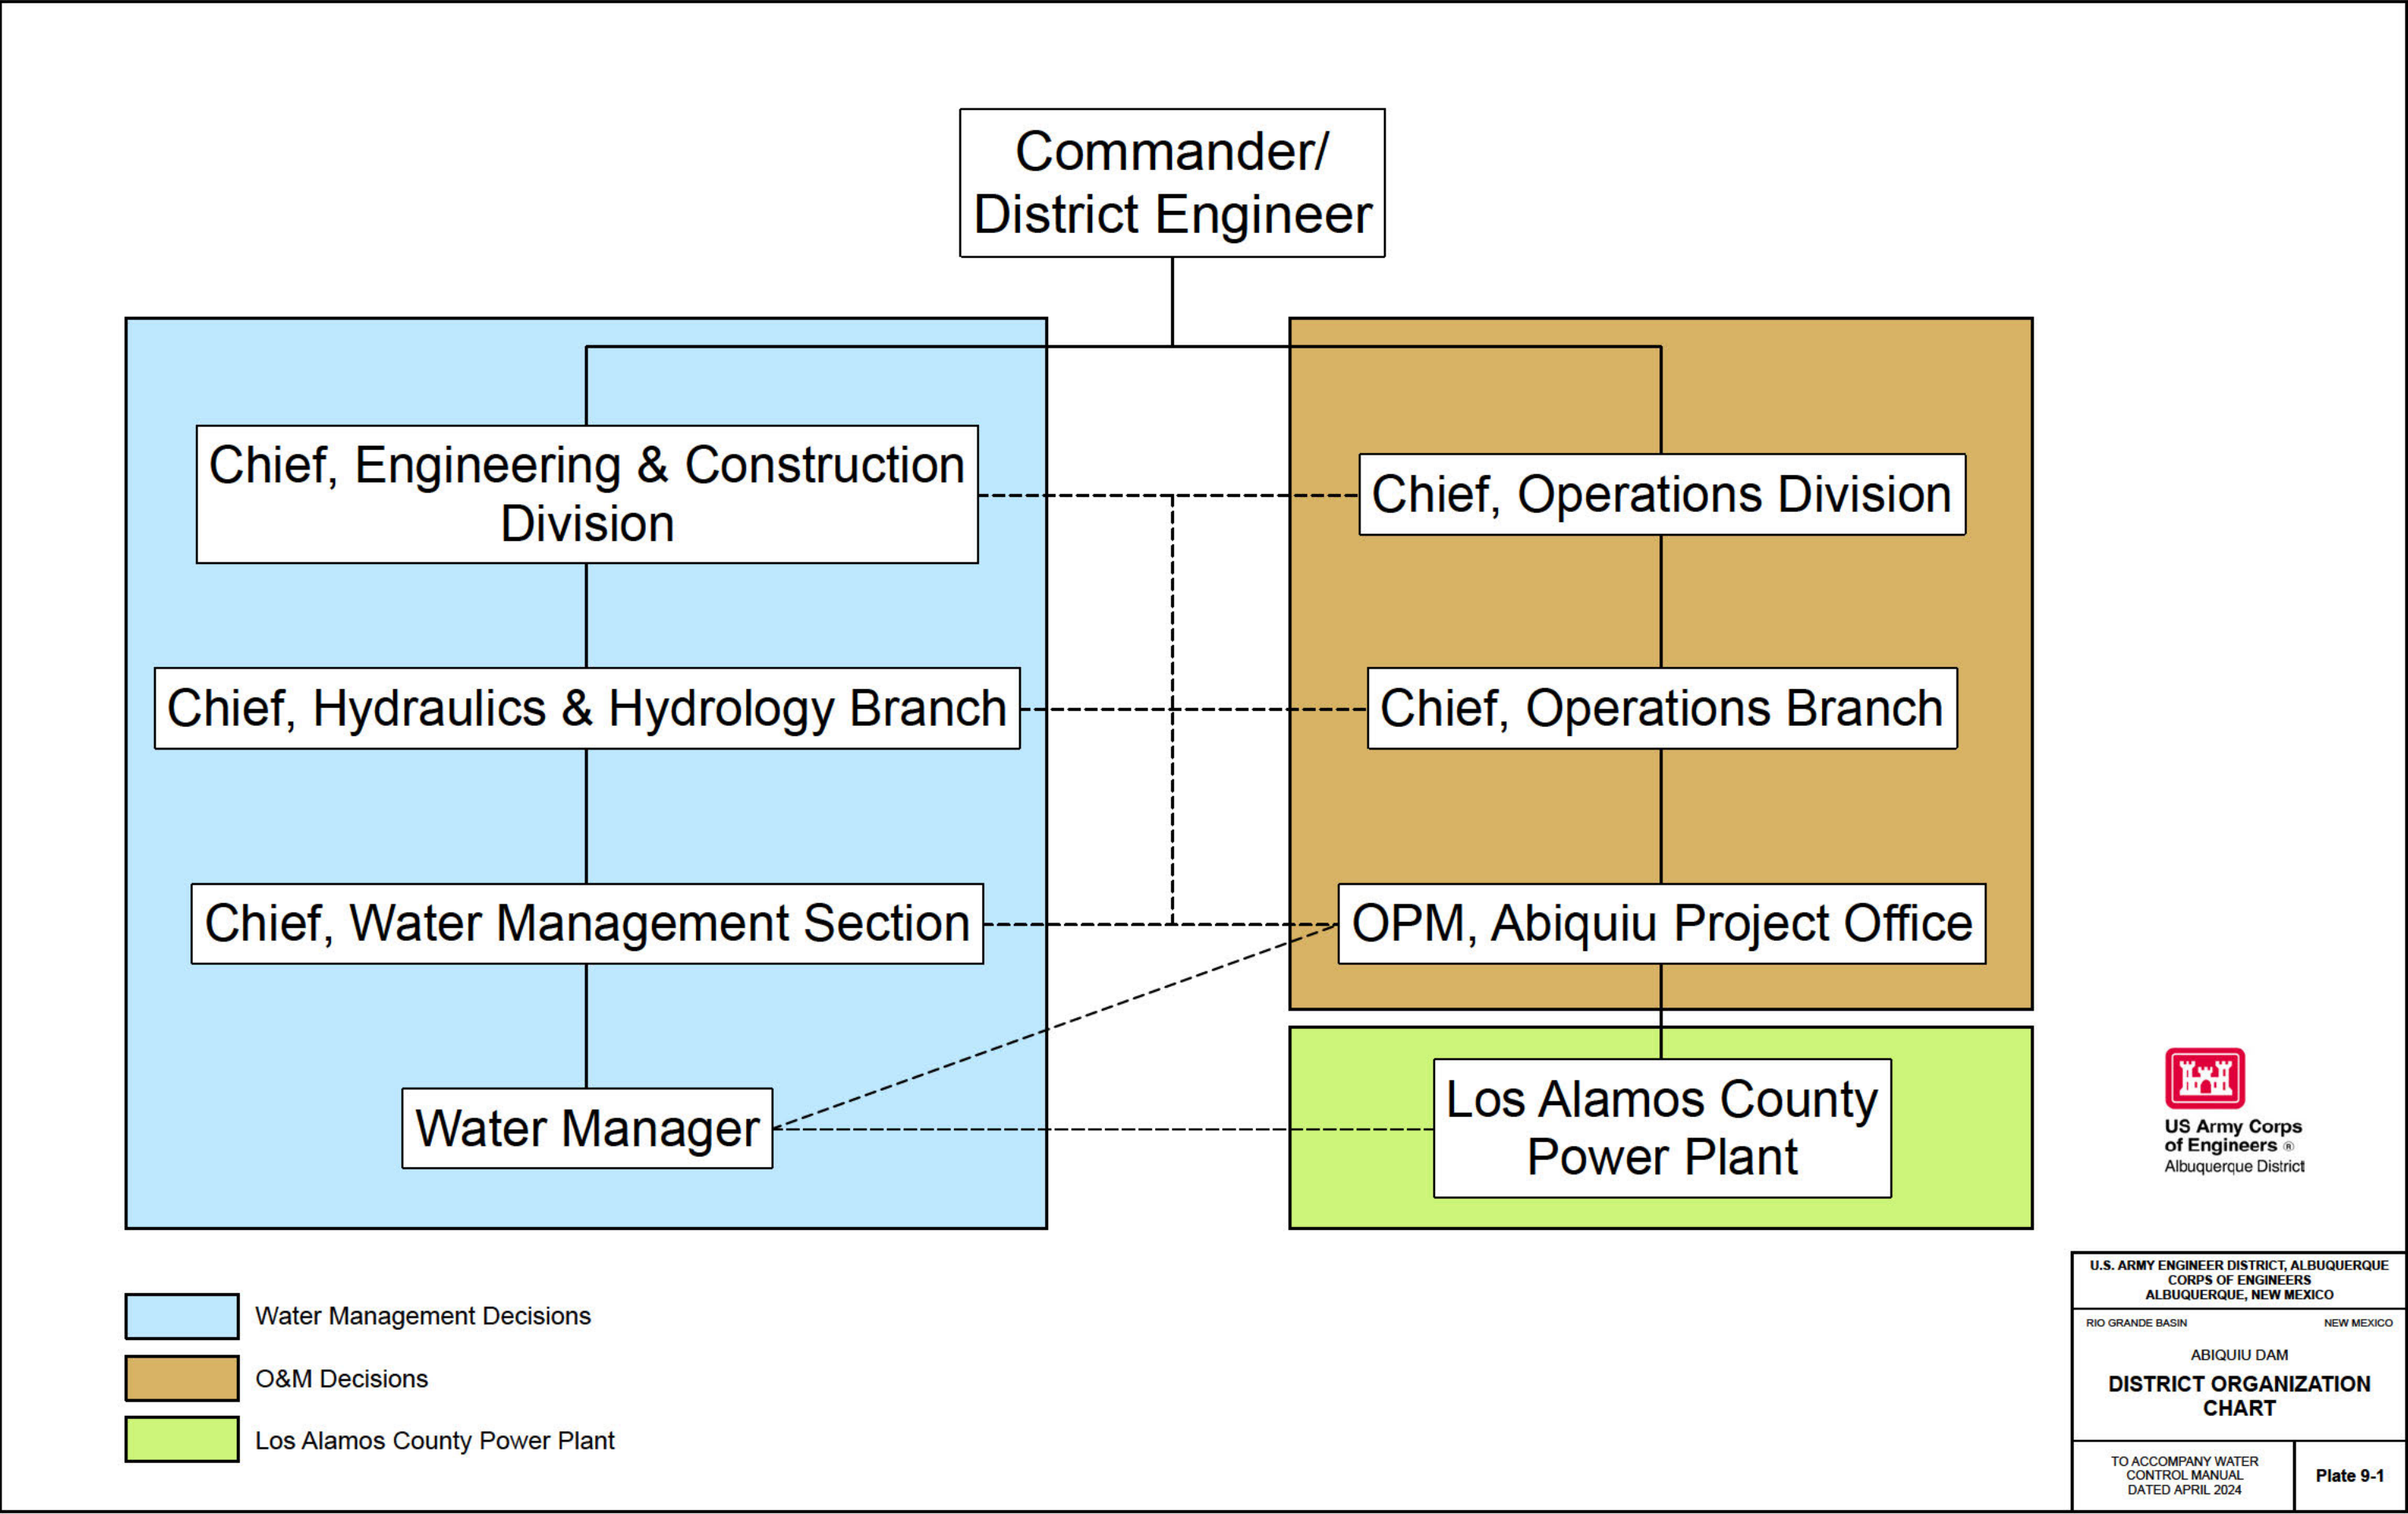 Commander/
District Engineer
Chief, Engineering & Construction
Division
Chief, Operations Division
Chief, Hydraulics & Hydrology Branch
Chief, Operations Branch
Chief, Water Management Section
OPM, Abiquiu Project Office
Water Manager
Los Alamos County
Power Plant
US Army Corps
of Engineers ®
Albuquerque District
Water Management Decisions
O&M Decisions
Los Alamos County Power Plant
U.S. ARMY ENGINEER DISTRICT, ALBUQUERQUE
CORPS OF ENGINEERS
ALBUQUERQUE, NEW MEXICO
RIO GRANDE BASIN NEW MEXICO
ABIQUIU DAM
DISTRICT ORGANIZATION
CHART
TO ACCOMPANY WATER
CONTROL MANUAL
DATED APRIL 2024
Plate 9-1